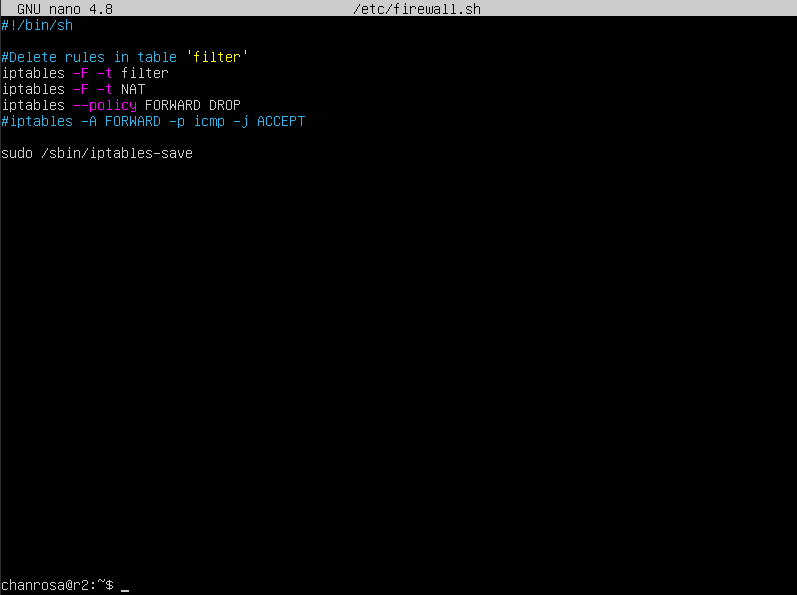 GNU nano 4.8 /etc/firewall.sh
#!/bin/sh
#Delete rules in table 'filter'
iptables -F -t filter
iptables -F -t NAT
iptables --policy FORWARD DROP
#iptables -A FORWARD -p icmp -j ACCEPT
sudo /sbin/iptables-save
chanrosa@r2:~$ _